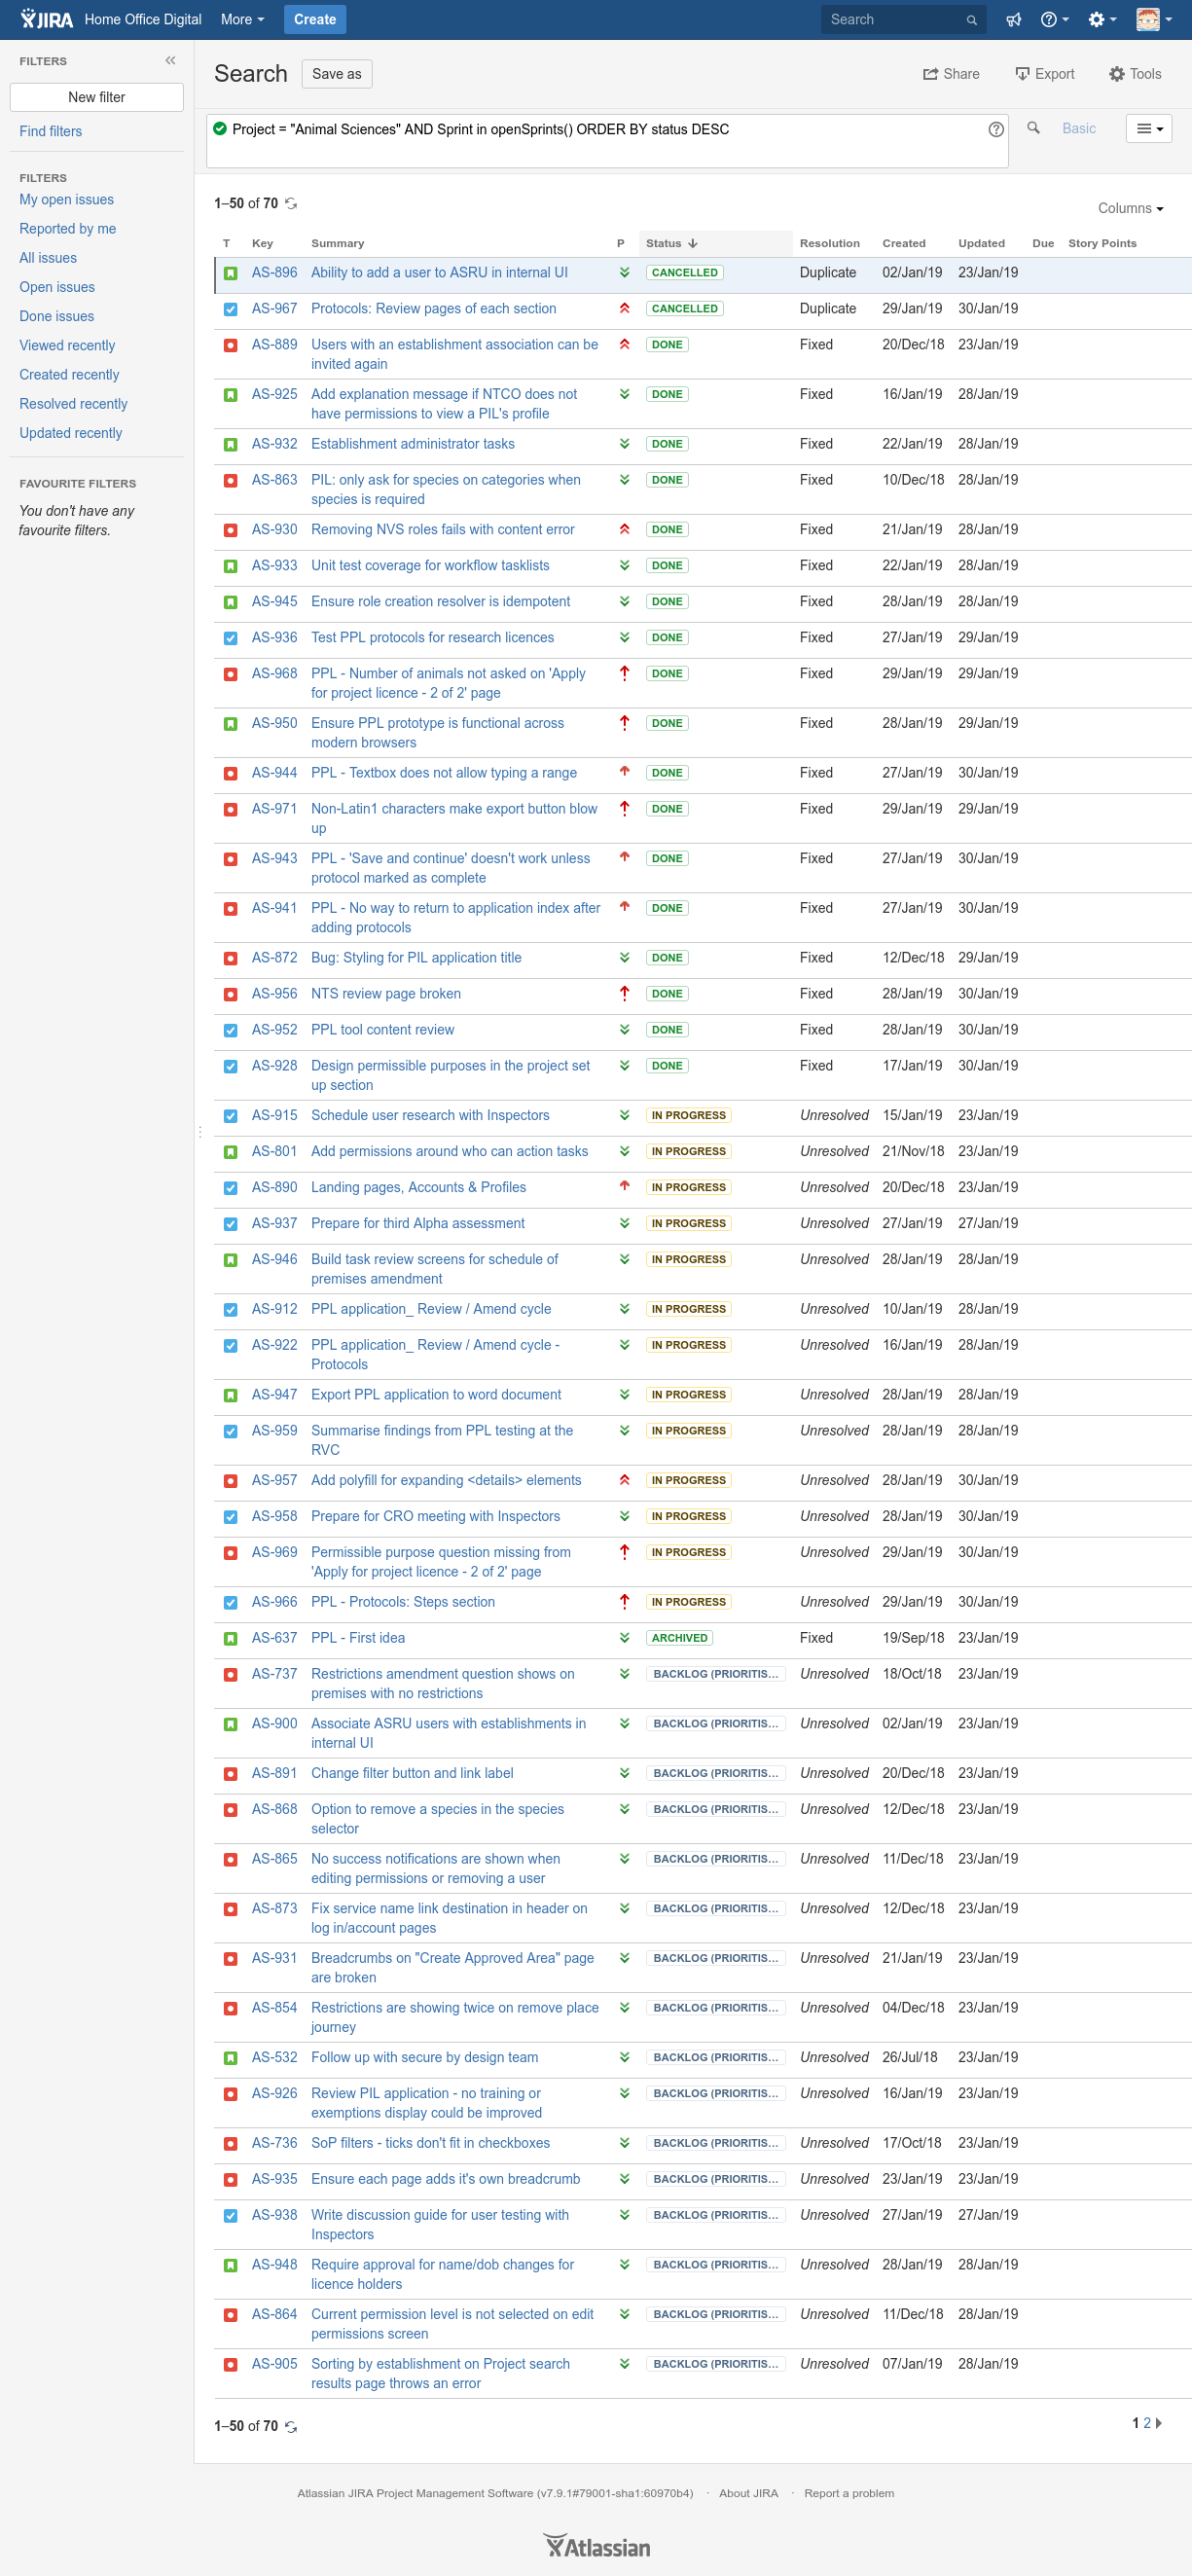 JIRA Home Office Digital More Create Search
FILTERS
New filter
Find filters
FILTERS
My open issues
Reported by me
All issues
Open issues
Done issues
Viewed recently
Created recently
Resolved recently
Updated recently
FAVOURITE FILTERS
You don't have any
favourite filters.
Search Save as Share Export Tools
Project = "Animal Sciences" AND Sprint in openSprints() ORDER BY status DESC Basic
1–50 of 70 Columns
T Key Summary P Status Resolution Created Updated Due Story Points
AS-896 Ability to add a user to ASRU in internal UI CANCELLED Duplicate 02/Jan/19 23/Jan/19
AS-967 Protocols: Review pages of each section CANCELLED Duplicate 29/Jan/19 30/Jan/19
AS-889 Users with an establishment association can be DONE Fixed 20/Dec/18 23/Jan/19
invited again
AS-925 Add explanation message if NTCO does not DONE Fixed 16/Jan/19 28/Jan/19
have permissions to view a PIL's profile
AS-932 Establishment administrator tasks DONE Fixed 22/Jan/19 28/Jan/19
AS-863 PIL: only ask for species on categories when DONE Fixed 10/Dec/18 28/Jan/19
species is required
AS-930 Removing NVS roles fails with content error DONE Fixed 21/Jan/19 28/Jan/19
AS-933 Unit test coverage for workflow tasklists DONE Fixed 22/Jan/19 28/Jan/19
AS-945 Ensure role creation resolver is idempotent DONE Fixed 28/Jan/19 28/Jan/19
AS-936 Test PPL protocols for research licences DONE Fixed 27/Jan/19 29/Jan/19
AS-968 PPL - Number of animals not asked on 'Apply DONE Fixed 29/Jan/19 29/Jan/19
for project licence - 2 of 2' page
AS-950 Ensure PPL prototype is functional across DONE Fixed 28/Jan/19 29/Jan/19
modern browsers
AS-944 PPL - Textbox does not allow typing a range DONE Fixed 27/Jan/19 30/Jan/19
AS-971 Non-Latin1 characters make export button blow DONE Fixed 29/Jan/19 29/Jan/19
up
AS-943 PPL - 'Save and continue' doesn't work unless DONE Fixed 27/Jan/19 30/Jan/19
protocol marked as complete
AS-941 PPL - No way to return to application index after DONE Fixed 27/Jan/19 30/Jan/19
adding protocols
AS-872 Bug: Styling for PIL application title DONE Fixed 12/Dec/18 29/Jan/19
AS-956 NTS review page broken DONE Fixed 28/Jan/19 30/Jan/19
AS-952 PPL tool content review DONE Fixed 28/Jan/19 30/Jan/19
AS-928 Design permissible purposes in the project set DONE Fixed 17/Jan/19 30/Jan/19
up section
AS-915 Schedule user research with Inspectors IN PROGRESS Unresolved 15/Jan/19 23/Jan/19
AS-801 Add permissions around who can action tasks IN PROGRESS Unresolved 21/Nov/18 23/Jan/19
AS-890 Landing pages, Accounts & Profiles IN PROGRESS Unresolved 20/Dec/18 23/Jan/19
AS-937 Prepare for third Alpha assessment IN PROGRESS Unresolved 27/Jan/19 27/Jan/19
AS-946 Build task review screens for schedule of IN PROGRESS Unresolved 28/Jan/19 28/Jan/19
premises amendment
AS-912 PPL application_ Review / Amend cycle IN PROGRESS Unresolved 10/Jan/19 28/Jan/19
AS-922 PPL application_ Review / Amend cycle - IN PROGRESS Unresolved 16/Jan/19 28/Jan/19
Protocols
AS-947 Export PPL application to word document IN PROGRESS Unresolved 28/Jan/19 28/Jan/19
AS-959 Summarise findings from PPL testing at the IN PROGRESS Unresolved 28/Jan/19 28/Jan/19
RVC
AS-957 Add polyfill for expanding <details> elements IN PROGRESS Unresolved 28/Jan/19 30/Jan/19
AS-958 Prepare for CRO meeting with Inspectors IN PROGRESS Unresolved 28/Jan/19 30/Jan/19
AS-969 Permissible purpose question missing from IN PROGRESS Unresolved 29/Jan/19 30/Jan/19
'Apply for project licence - 2 of 2' page
AS-966 PPL - Protocols: Steps section IN PROGRESS Unresolved 29/Jan/19 30/Jan/19
AS-637 PPL - First idea ARCHIVED Fixed 19/Sep/18 23/Jan/19
AS-737 Restrictions amendment question shows on BACKLOG (PRIORITIS... Unresolved 18/Oct/18 23/Jan/19
premises with no restrictions
AS-900 Associate ASRU users with establishments in BACKLOG (PRIORITIS... Unresolved 02/Jan/19 23/Jan/19
internal UI
AS-891 Change filter button and link label BACKLOG (PRIORITIS... Unresolved 20/Dec/18 23/Jan/19
AS-868 Option to remove a species in the species BACKLOG (PRIORITIS... Unresolved 12/Dec/18 23/Jan/19
selector
AS-865 No success notifications are shown when BACKLOG (PRIORITIS... Unresolved 11/Dec/18 23/Jan/19
editing permissions or removing a user
AS-873 Fix service name link destination in header on BACKLOG (PRIORITIS... Unresolved 12/Dec/18 23/Jan/19
log in/account pages
AS-931 Breadcrumbs on "Create Approved Area" page BACKLOG (PRIORITIS... Unresolved 21/Jan/19 23/Jan/19
are broken
AS-854 Restrictions are showing twice on remove place BACKLOG (PRIORITIS... Unresolved 04/Dec/18 23/Jan/19
journey
AS-532 Follow up with secure by design team BACKLOG (PRIORITIS... Unresolved 26/Jul/18 23/Jan/19
AS-926 Review PIL application - no training or BACKLOG (PRIORITIS... Unresolved 16/Jan/19 23/Jan/19
exemptions display could be improved
AS-736 SoP filters - ticks don't fit in checkboxes BACKLOG (PRIORITIS... Unresolved 17/Oct/18 23/Jan/19
AS-935 Ensure each page adds it's own breadcrumb BACKLOG (PRIORITIS... Unresolved 23/Jan/19 23/Jan/19
AS-938 Write discussion guide for user testing with BACKLOG (PRIORITIS... Unresolved 27/Jan/19 27/Jan/19
Inspectors
AS-948 Require approval for name/dob changes for BACKLOG (PRIORITIS... Unresolved 28/Jan/19 28/Jan/19
licence holders
AS-864 Current permission level is not selected on edit BACKLOG (PRIORITIS... Unresolved 11/Dec/18 28/Jan/19
permissions screen
AS-905 Sorting by establishment on Project search BACKLOG (PRIORITIS... Unresolved 07/Jan/19 28/Jan/19
results page throws an error
1–50 of 70 1 2
Atlassian JIRA Project Management Software (v7.9.1#79001-sha1:60970b4) · About JIRA · Report a problem
Atlassian